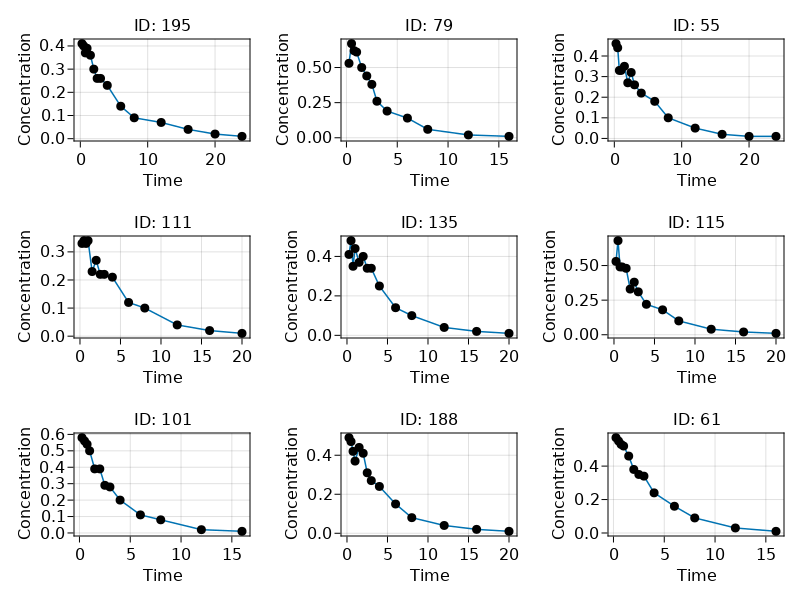 ID: 195 ID: 79 ID: 55
Concentration 0.4 0.3 0.2 0.1 0.0 Concentration 0.50 0.25 0.00 Concentration 0.4 0.3 0.2 0.1 0.0
0 10 20 0 5 10 15 0 10 20
Time Time Time
ID: 111 ID: 135 ID: 115
Concentration 0.3 0.2 0.1 0.0 Concentration 0.4 0.2 0.0 Concentration 0.50 0.25 0.00
0 5 10 15 20 0 5 10 15 20 0 5 10 15 20
Time Time Time
ID: 101 ID: 188 ID: 61
Concentration 0.6 0.5 0.4 0.3 0.2 0.1 0.0 Concentration 0.4 0.2 0.0 Concentration 0.4 0.2 0.0
0 5 10 15 0 5 10 15 20 0 5 10 15
Time Time Time